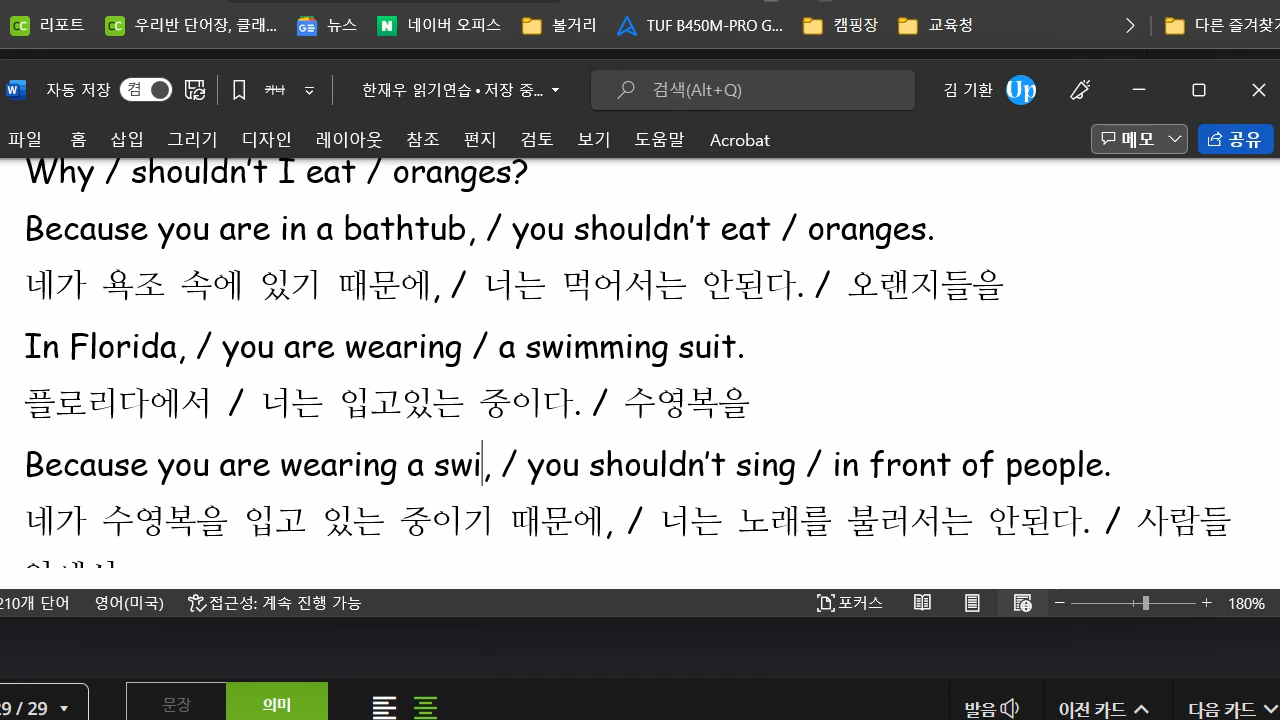 리포트 우리반 단어장, 클래... 뉴스 네이버 오피스 볼거리 TUF B450M-PRO G... 캠핑장 교육청 다른 즐겨찾기
자동 저장 켬 가나 한재우 읽기연습 • 저장 중... 검색(Alt+Q) 김 기환 Up
파일 홈 삽입 그리기 디자인 레이아웃 참조 편지 검토 보기 도움말 Acrobat 메모 공유
Why / shouldn't I eat / oranges?
Because you are in a bathtub, / you shouldn't eat / oranges.
네가 욕조 속에 있기 때문에, / 너는 먹어서는 안된다. / 오랜지들을
In Florida, / you are wearing / a swimming suit.
플로리다에서 / 너는 입고있는 중이다. / 수영복을
Because you are wearing a swi, / you shouldn't sing / in front of people.
네가 수영복을 입고 있는 중이기 때문에, / 너는 노래를 불러서는 안된다. / 사람들
210개 단어 영어(미국) 접근성: 계속 진행 가능 포커스 180%
29 / 29 문장 의미 발음 이전 카드 다음 카드